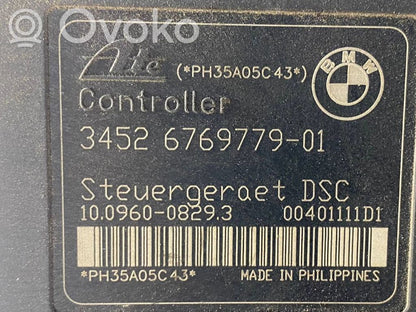 Ovoko
Ate (*PH35A05C43*)
BMW
Controller
3452 6769779-01
Steuergeraet DSC
10.0960-0829.3 00401111D1
*PH35A05C43* MADE IN PHILIPPINES